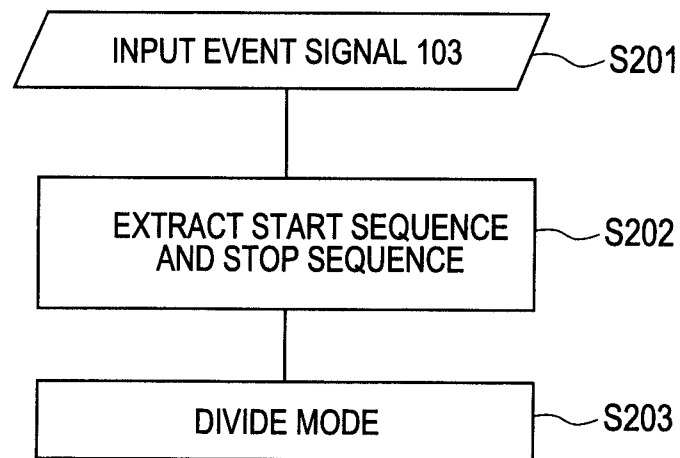 INPUT EVENT SIGNAL 103
S201
EXTRACT START SEQUENCE
AND STOP SEQUENCE
S202
DIVIDE MODE
S203